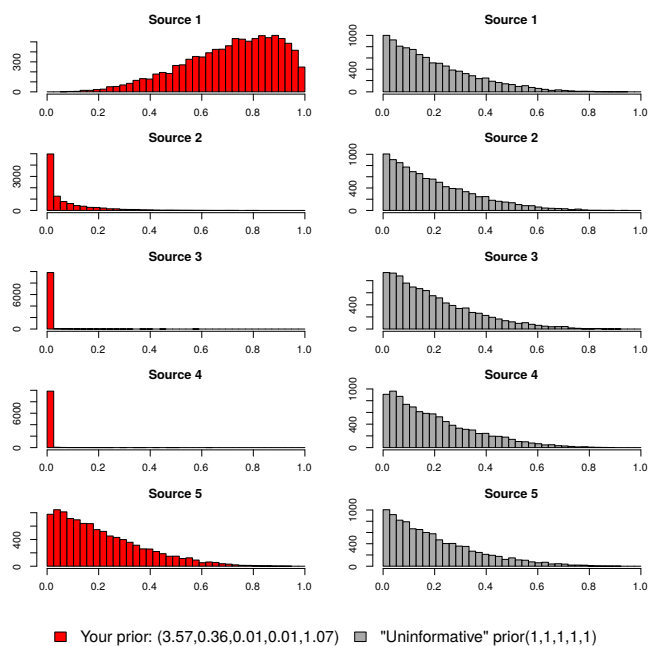 Source 1
0 300
0.0 0.2 0.4 0.6 0.8 1.0
Source 1
0 400 1000
0.0 0.2 0.4 0.6 0.8 1.0
Source 2
0 3000
0.0 0.2 0.4 0.6 0.8 1.0
Source 2
0 400 1000
0.0 0.2 0.4 0.6 0.8 1.0
Source 3
0 6000
0.0 0.2 0.4 0.6 0.8 1.0
Source 3
0 400
0.0 0.2 0.4 0.6 0.8 1.0
Source 4
0 6000
0.0 0.2 0.4 0.6 0.8 1.0
Source 4
0 400 1000
0.0 0.2 0.4 0.6 0.8 1.0
Source 5
0 400
0.0 0.2 0.4 0.6 0.8 1.0
Source 5
0 400 1000
0.0 0.2 0.4 0.6 0.8 1.0
Your prior: (3.57,0.36,0.01,0.01,1.07) "Uninformative" prior(1,1,1,1,1)